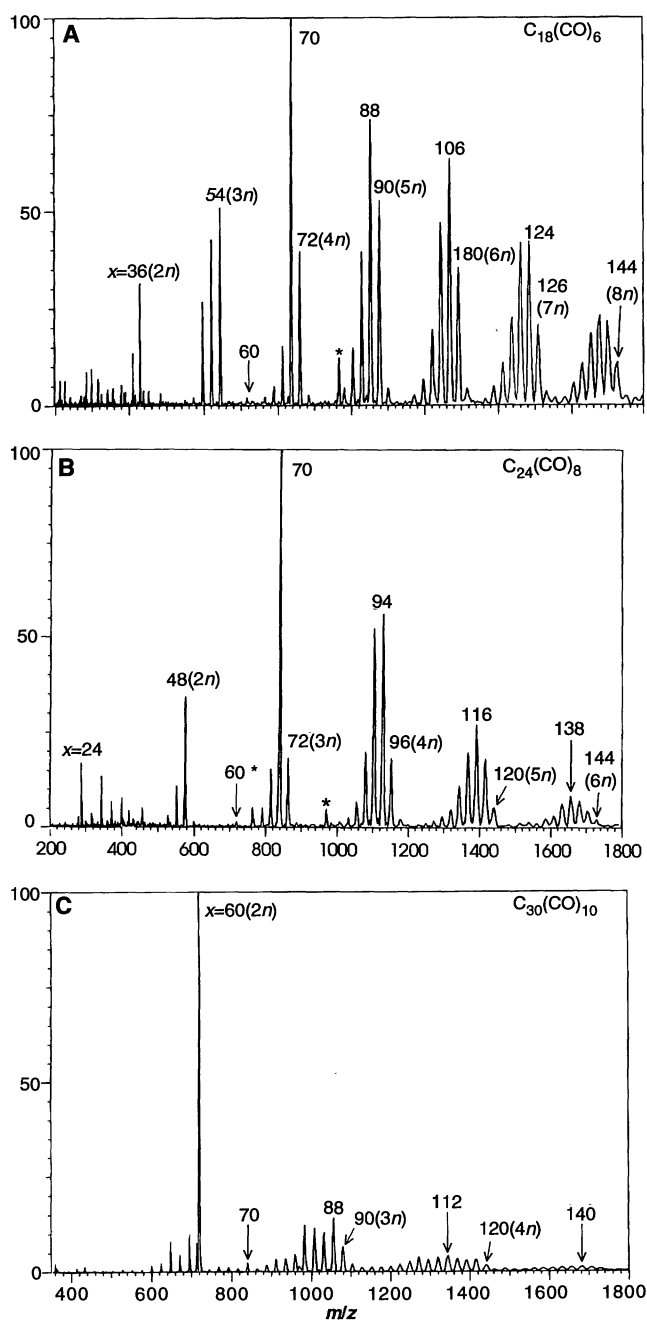 A
C18(CO)6
100
70
88
106
54(3n)
90(5n)
50
72(4n)
180(6n)
124
x=36(2n)
126
(7n)
144
(8n)
60
*
0
B
C24(CO)8
100
70
94
50
48(2n)
x=24
72(3n)
96(4n)
116
138
60 *
*
120(5n)
144
(6n)
0
200 400 600 800 1000 1200 1400 1600 1800
C
C30(CO)10
100
x=60(2n)
50
70
88
90(3n)
112
120(4n)
140
0
400 600 800 1000 1200 1400 1600 1800
m/z